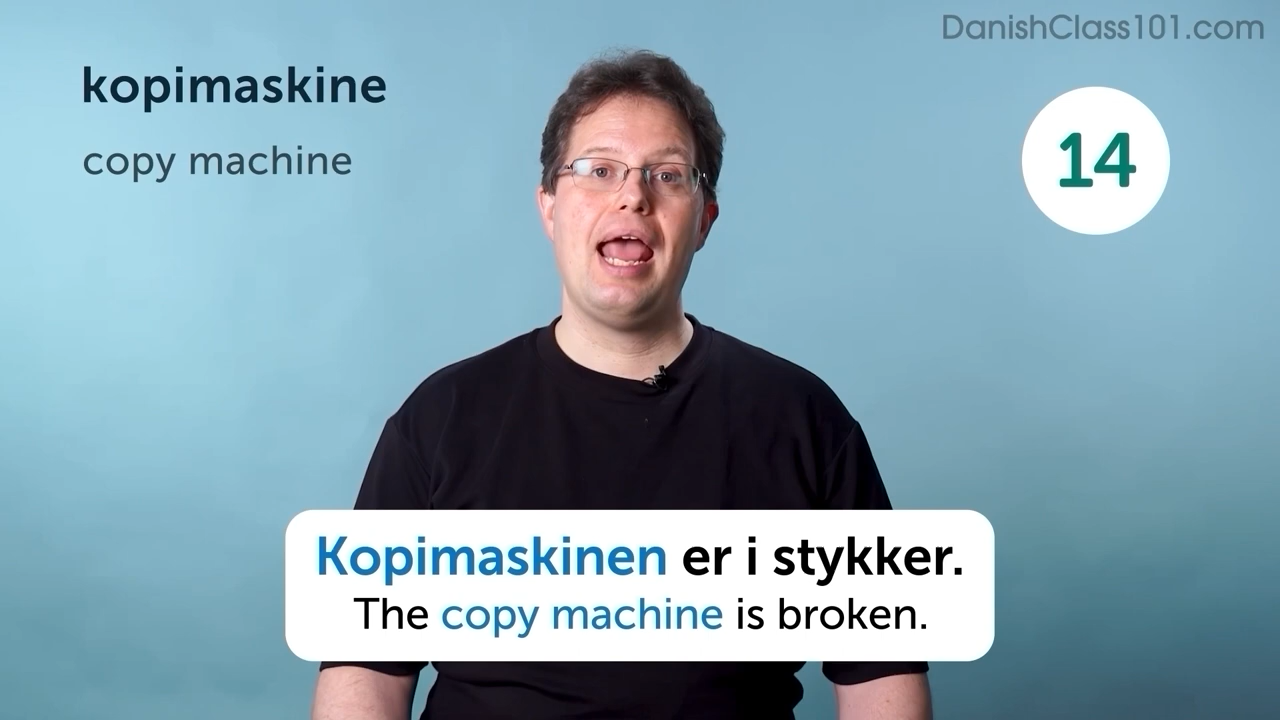 DanishClass101.com
kopimaskine
copy machine
14
Kopimaskinen er i stykker.
The copy machine is broken.